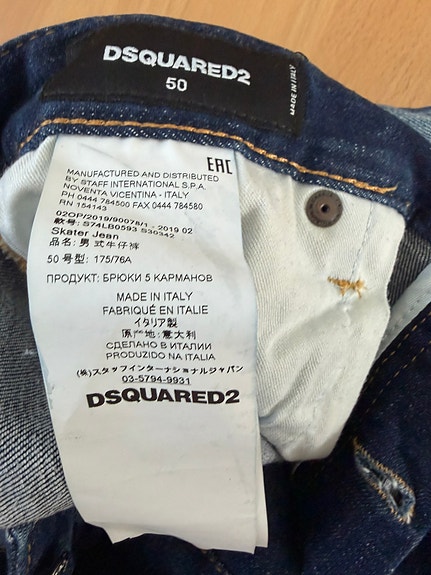 DSQUARED2
50
MADE IN ITALY
EAC
MANUFACTURED AND DISTRIBUTED
BY STAFF INTERNATIONAL S.P.A.
NOVENTA VICENTINA - ITALY
PH 0444 784500 FAX 0444 784580
RN 154143
02OP/2019/90078/1 - 2019 02
款号: S74LB0593 S30342
Skater Jean
品名: 男 式牛仔裤
50 号型: 175/76A
ПРОДУКТ: БРЮКИ 5 КАРМАНОВ
MADE IN ITALY
FABRIQUÉ EN ITALIE
イタリア製
原产地: 意大利
СДЕЛАНО В ИТАЛИИ
PRODUZIDO NA ITALIA
(株)スタッフインターナショナルジャパン
03-5794-9931
DSQUARED2